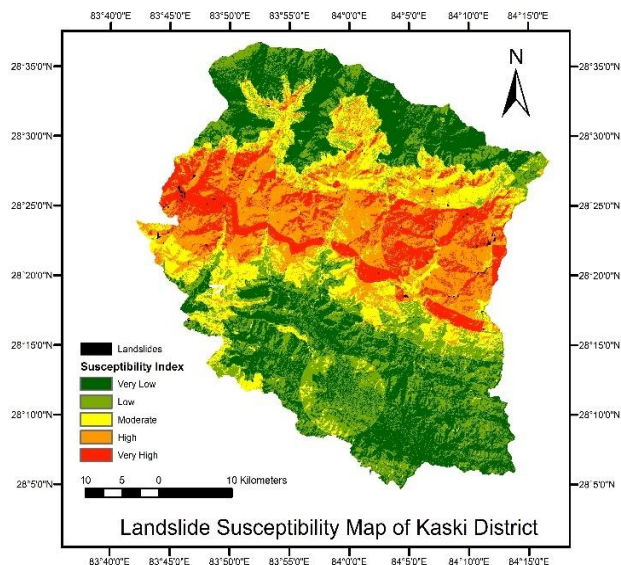 83°40'0"E 83°45'0"E 83°50'0"E 83°55'0"E 84°0'0"E 84°5'0"E 84°10'0"E 84°15'0"E
28°35'0"N 28°35'0"N
N
28°30'0"N 28°30'0"N
28°25'0"N 28°25'0"N
28°20'0"N 28°20'0"N
28°15'0"N 28°15'0"N
Landslides
Susceptibility Index
Very Low
Low
28°10'0"N 28°10'0"N
Moderate
High
Very High
28°5'0"N 28°5'0"N
10 5 0 10 Kilometers
Landslide Susceptibility Map of Kaski District
83°40'0"E 83°45'0"E 83°50'0"E 83°55'0"E 84°0'0"E 84°5'0"E 84°10'0"E 84°15'0"E